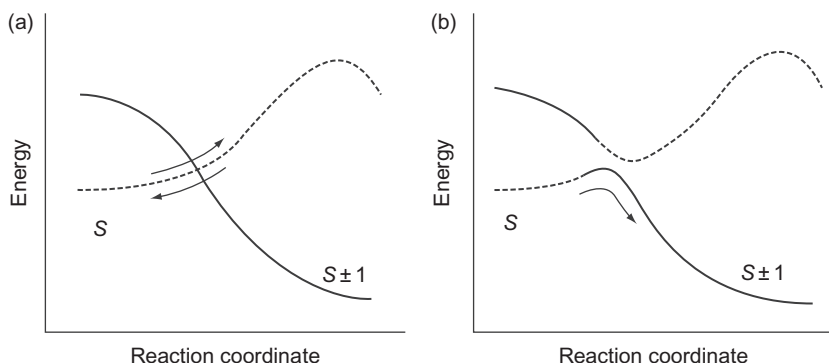 (a)
Energy
S
S ± 1
Reaction coordinate
(b)
Energy
S
S ± 1
Reaction coordinate